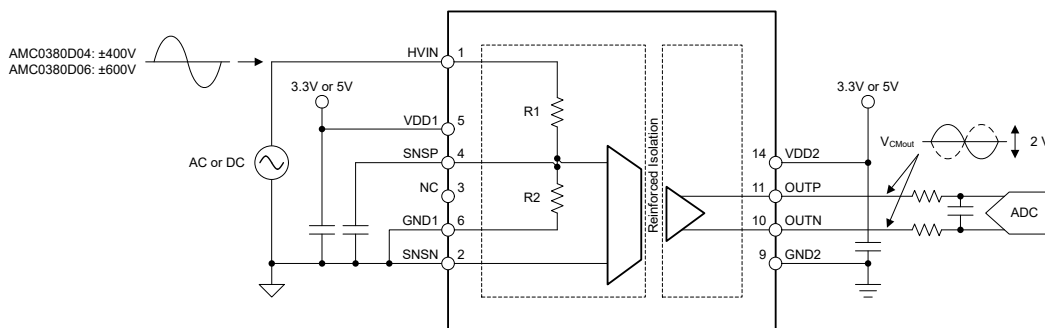 AMC0380D04: ±400V
AMC0380D06: ±600V
HVIN 1
3.3V or 5V
3.3V or 5V
R1
VDD1 5
AC or DC
SNSP 4
NC 3
R2
GND1 6
SNSN 2
Reinforced Isolation
14 VDD2
11 OUTP
10 OUTN
9 GND2
VCMout
2 V
ADC